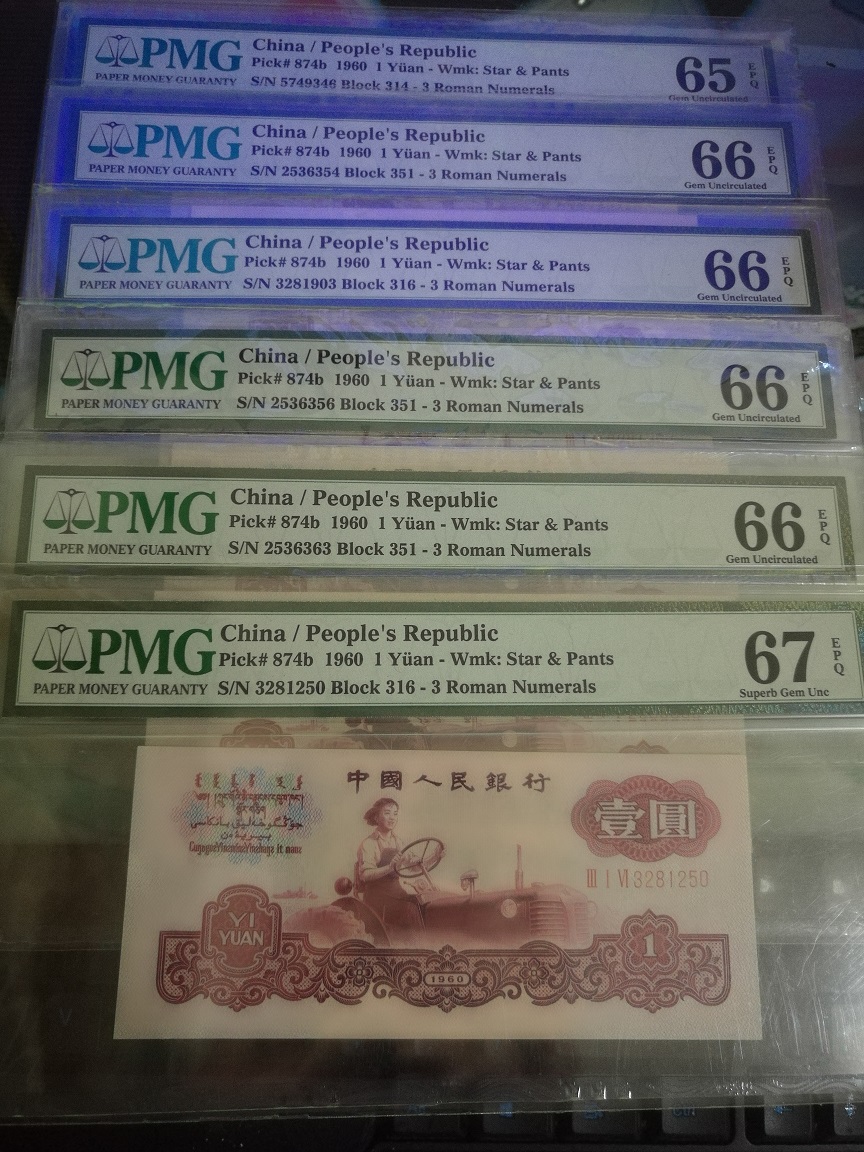 PMG
PAPER MONEY GUARANTY
China / People's Republic
Pick# 874b 1960 1 Yüan - Wmk: Star & Pants
S/N 5749346 Block 314 - 3 Roman Numerals
65
EPQ
Gem Uncirculated
PMG
PAPER MONEY GUARANTY
China / People's Republic
Pick# 874b 1960 1 Yüan - Wmk: Star & Pants
S/N 2536354 Block 351 - 3 Roman Numerals
66
EPQ
Gem Uncirculated
PMG
PAPER MONEY GUARANTY
China / People's Republic
Pick# 874b 1960 1 Yüan - Wmk: Star & Pants
S/N 3281903 Block 316 - 3 Roman Numerals
66
EPQ
Gem Uncirculated
PMG
PAPER MONEY GUARANTY
China / People's Republic
Pick# 874b 1960 1 Yüan - Wmk: Star & Pants
S/N 2536356 Block 351 - 3 Roman Numerals
66
EPQ
Gem Uncirculated
PMG
PAPER MONEY GUARANTY
China / People's Republic
Pick# 874b 1960 1 Yüan - Wmk: Star & Pants
S/N 2536363 Block 351 - 3 Roman Numerals
66
EPQ
Gem Uncirculated
PMG
PAPER MONEY GUARANTY
China / People's Republic
Pick# 874b 1960 1 Yüan - Wmk: Star & Pants
S/N 3281250 Block 316 - 3 Roman Numerals
67
EPQ
Superb Gem Unc
中國人民銀行
壹圓
III I VI 3281250
YI
YUAN
1
1960